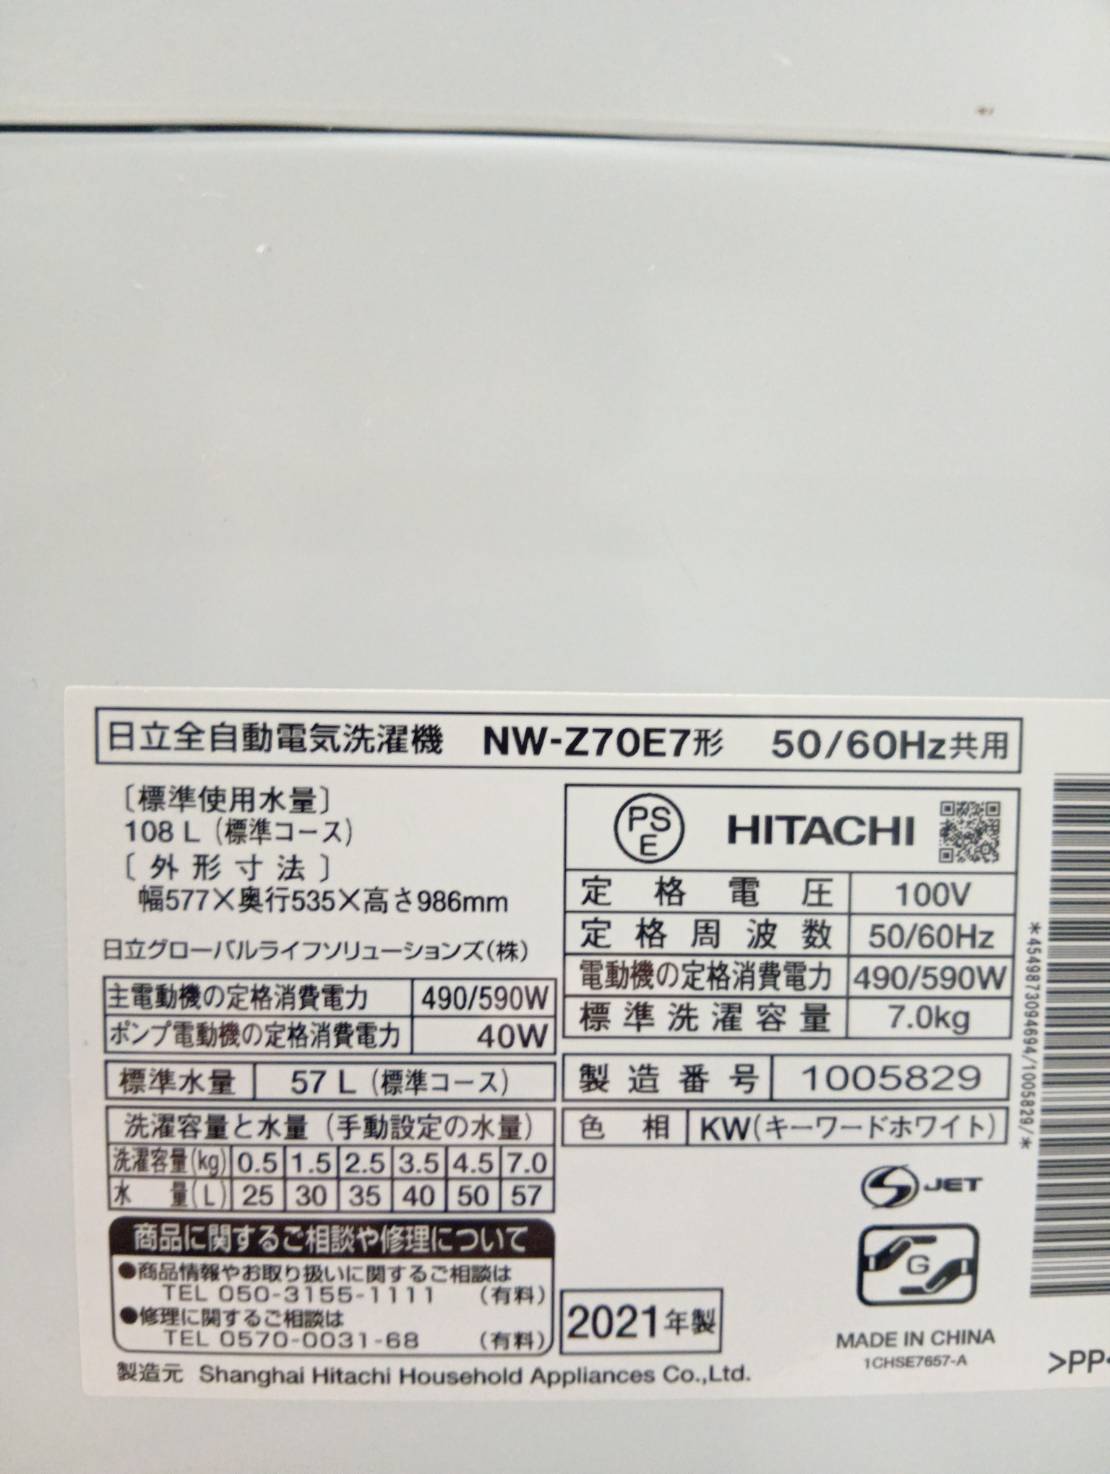 日立全自動電気洗濯機 NW-Z70E7形 50/60Hz共用
〔標準使用水量〕
108 L (標準コース)
〔外形寸法〕
幅577×奥行535×高さ986mm
日立グローバルライフソリューションズ(株)
主電動機の定格消費電力 490/590W
ポンプ電動機の定格消費電力 40W
標準水量 57 L (標準コース)
洗濯容量と水量 (手動設定の水量)
洗濯容量(kg) 0.5 1.5 2.5 3.5 4.5 7.0
水量(L) 25 30 35 40 50 57
商品に関するご相談や修理について
●商品情報やお取り扱いに関するご相談は
TEL 050-3155-1111 (有料)
●修理に関するご相談は
TEL 0570-0031-68 (有料)
製造元 Shanghai Hitachi Household Appliances Co.,Ltd.
PS
E
HITACHI
定格電圧 100V
定格周波数 50/60Hz
電動機の定格消費電力 490/590W
標準洗濯容量 7.0kg
製造番号 1005829
色相 KW(キーワードホワイト)
S JET
G
2021年製
MADE IN CHINA
1CHSE7657-A
*4549873094694/1005829/*
>PP<